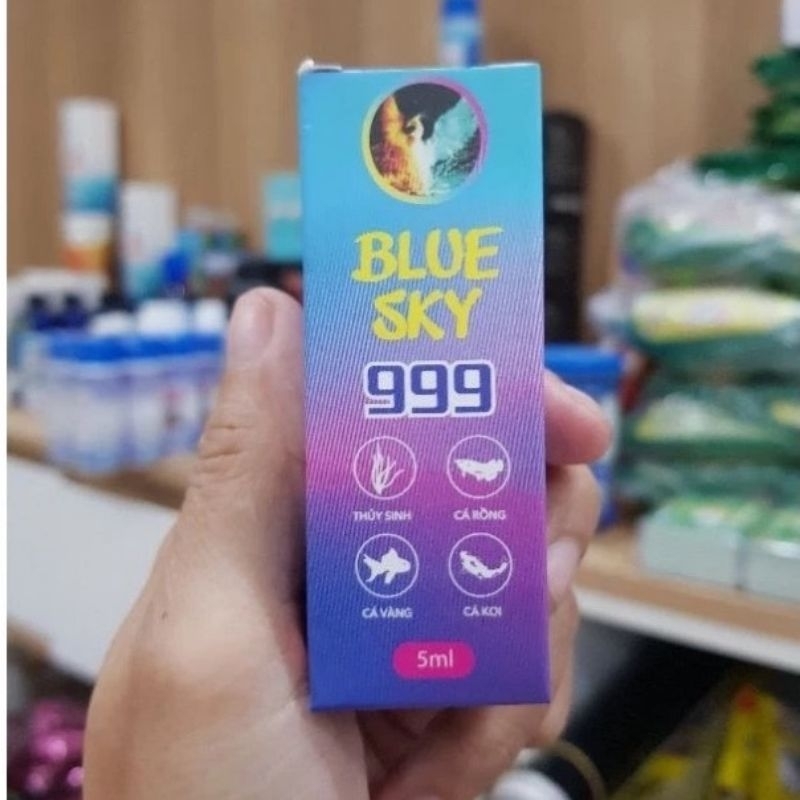 BLUE
SKY
999
THỦY SINH
CÁ RỒNG
CÁ VÀNG
CÁ KOI
5ml